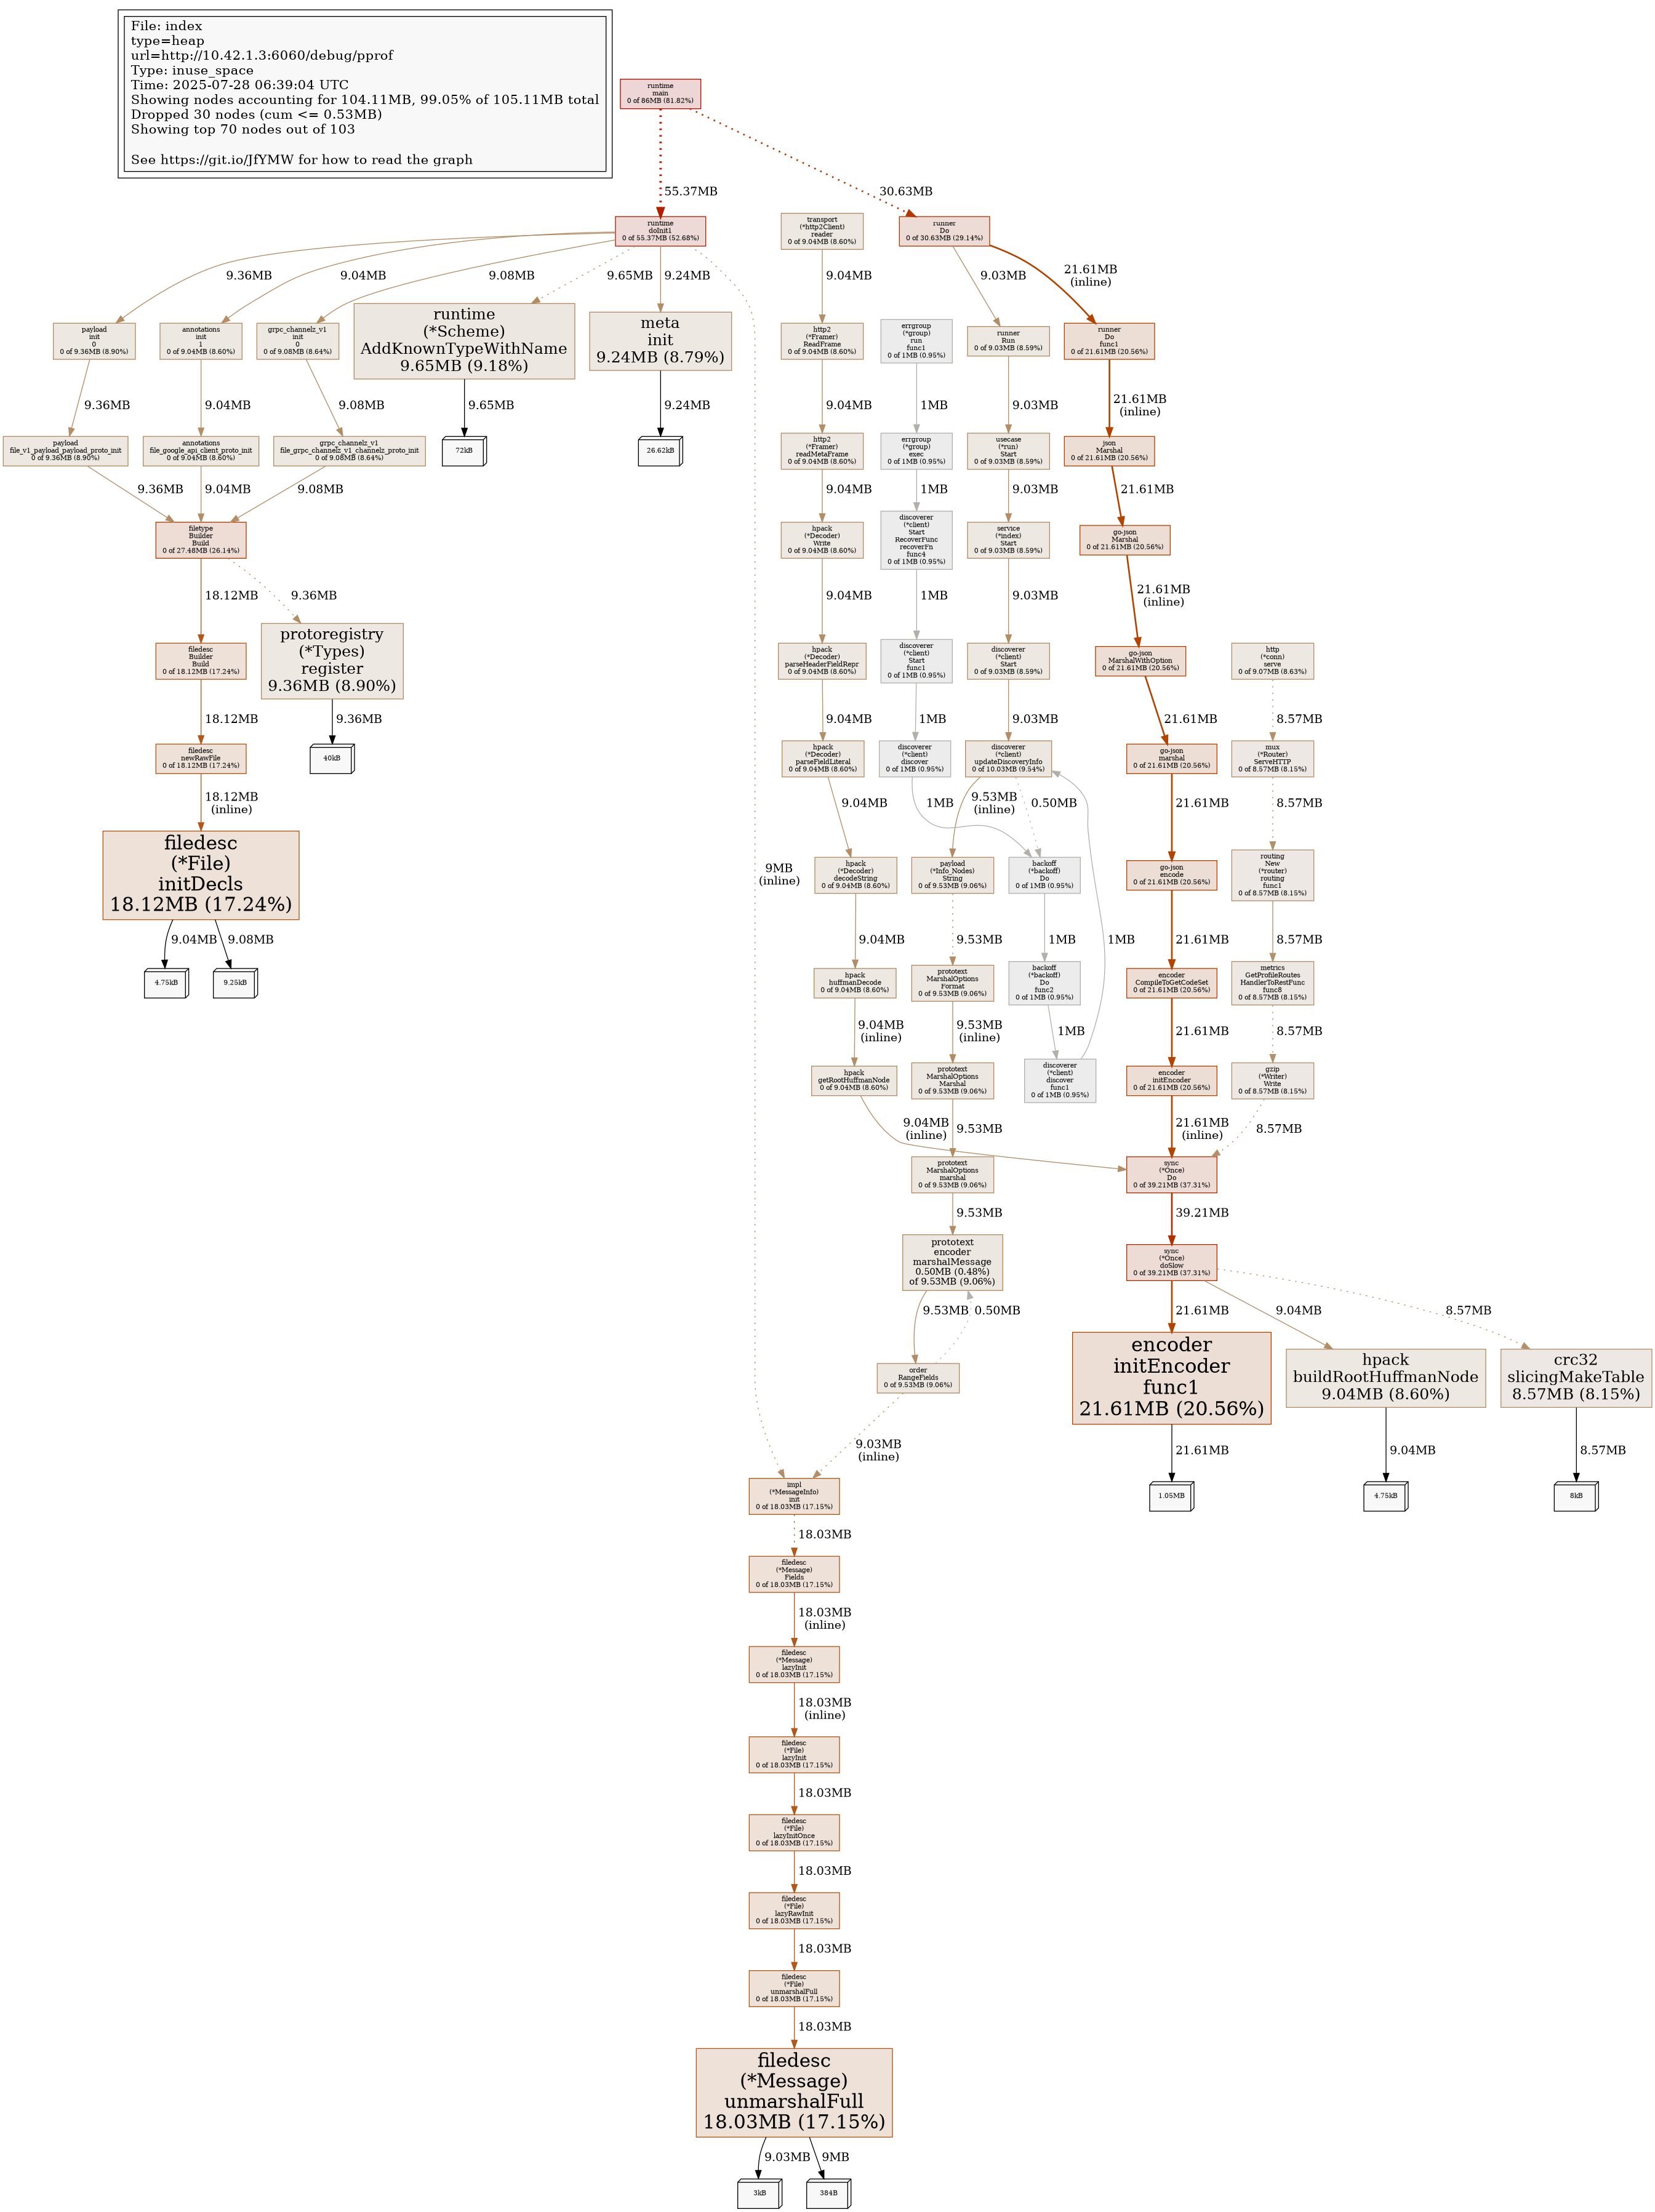 File: index
type=heap
url=http://10.42.1.3:6060/debug/pprof
Type: inuse_space
Time: 2025-07-28 06:39:04 UTC
Showing nodes accounting for 104.11MB, 99.05% of 105.11MB total
Dropped 30 nodes (cum <= 0.53MB)
Showing top 70 nodes out of 103
See https://git.io/JfYMW for how to read the graph
runtime
main
0 of 86MB (81.82%)
55.37MB
30.63MB
runtime
doInit1
0 of 55.37MB (52.68%)
transport
(*http2Client)
reader
0 of 9.04MB (8.60%)
runner
Do
0 of 30.63MB (29.14%)
9.36MB
9.04MB
9.08MB
9.65MB
9.24MB
9.04MB
9.03MB
21.61MB
(inline)
payload
init
0
0 of 9.36MB (8.90%)
annotations
init
1
0 of 9.04MB (8.60%)
grpc_channelz_v1
init
0
0 of 9.08MB (8.64%)
runtime
(*Scheme)
AddKnownTypeWithName
9.65MB (9.18%)
meta
init
9.24MB (8.79%)
http2
(*Framer)
ReadFrame
0 of 9.04MB (8.60%)
errgroup
(*group)
run
func1
0 of 1MB (0.95%)
runner
Run
0 of 9.03MB (8.59%)
runner
Do
func1
0 of 21.61MB (20.56%)
9.36MB
9.04MB
9.08MB
9.65MB
9.24MB
9.04MB
1MB
9.03MB
21.61MB
(inline)
payload
file_v1_payload_payload_proto_init
0 of 9.36MB (8.90%)
annotations
file_google_api_client_proto_init
0 of 9.04MB (8.60%)
grpc_channelz_v1
file_grpc_channelz_v1_channelz_proto_init
0 of 9.08MB (8.64%)
72kB
26.62kB
http2
(*Framer)
readMetaFrame
0 of 9.04MB (8.60%)
errgroup
(*group)
exec
0 of 1MB (0.95%)
usecase
(*run)
Start
0 of 9.03MB (8.59%)
json
Marshal
0 of 21.61MB (20.56%)
9.36MB
9.04MB
9.08MB
9.04MB
1MB
9.03MB
21.61MB
filetype
Builder
Build
0 of 27.48MB (26.14%)
hpack
(*Decoder)
Write
0 of 9.04MB (8.60%)
discoverer
(*client)
Start
RecoverFunc
recoverFn
func4
0 of 1MB (0.95%)
service
(*index)
Start
0 of 9.03MB (8.59%)
go-json
Marshal
0 of 21.61MB (20.56%)
18.12MB
9.36MB
9.04MB
1MB
9.03MB
21.61MB
(inline)
filedesc
Builder
Build
0 of 18.12MB (17.24%)
protoregistry
(*Types)
register
9.36MB (8.90%)
hpack
(*Decoder)
parseHeaderFieldRepr
0 of 9.04MB (8.60%)
discoverer
(*client)
Start
func1
0 of 1MB (0.95%)
discoverer
(*client)
Start
0 of 9.03MB (8.59%)
go-json
MarshalWithOption
0 of 21.61MB (20.56%)
http
(*conn)
serve
0 of 9.07MB (8.63%)
18.12MB
9.36MB
9.04MB
1MB
9.03MB
21.61MB
8.57MB
filedesc
newRawFile
0 of 18.12MB (17.24%)
40kB
hpack
(*Decoder)
parseFieldLiteral
0 of 9.04MB (8.60%)
discoverer
(*client)
discover
0 of 1MB (0.95%)
discoverer
(*client)
updateDiscoveryInfo
0 of 10.03MB (9.54%)
go-json
marshal
0 of 21.61MB (20.56%)
mux
(*Router)
ServeHTTP
0 of 8.57MB (8.15%)
18.12MB
(inline)
9.04MB
1MB
9.53MB
(inline)
0.50MB
21.61MB
8.57MB
filedesc
(*File)
initDecls
18.12MB (17.24%)
9MB
(inline)
hpack
(*Decoder)
decodeString
0 of 9.04MB (8.60%)
payload
(*Info_Nodes)
String
0 of 9.53MB (9.06%)
backoff
(*backoff)
Do
0 of 1MB (0.95%)
go-json
encode
0 of 21.61MB (20.56%)
routing
New
(*router)
routing
func1
0 of 8.57MB (8.15%)
9.04MB
9.08MB
9.04MB
9.53MB
1MB
1MB
21.61MB
8.57MB
4.75kB
9.25kB
hpack
huffmanDecode
0 of 9.04MB (8.60%)
prototext
MarshalOptions
Format
0 of 9.53MB (9.06%)
backoff
(*backoff)
Do
func2
0 of 1MB (0.95%)
encoder
CompileToGetCodeSet
0 of 21.61MB (20.56%)
metrics
GetProfileRoutes
HandlerToRestFunc
func8
0 of 8.57MB (8.15%)
9.04MB
(inline)
9.53MB
(inline)
1MB
21.61MB
8.57MB
hpack
getRootHuffmanNode
0 of 9.04MB (8.60%)
prototext
MarshalOptions
Marshal
0 of 9.53MB (9.06%)
discoverer
(*client)
discover
func1
0 of 1MB (0.95%)
encoder
initEncoder
0 of 21.61MB (20.56%)
gzip
(*Writer)
Write
0 of 8.57MB (8.15%)
9.04MB
(inline)
9.53MB
21.61MB
(inline)
8.57MB
prototext
MarshalOptions
marshal
0 of 9.53MB (9.06%)
sync
(*Once)
Do
0 of 39.21MB (37.31%)
9.53MB
39.21MB
prototext
encoder
marshalMessage
0.50MB (0.48%)
of 9.53MB (9.06%)
sync
(*Once)
doSlow
0 of 39.21MB (37.31%)
9.53MB
0.50MB
21.61MB
9.04MB
8.57MB
order
RangeFields
0 of 9.53MB (9.06%)
encoder
initEncoder
func1
21.61MB (20.56%)
hpack
buildRootHuffmanNode
9.04MB (8.60%)
crc32
slicingMakeTable
8.57MB (8.15%)
9.03MB
(inline)
21.61MB
9.04MB
8.57MB
impl
(*MessageInfo)
init
0 of 18.03MB (17.15%)
1.05MB
4.75kB
8kB
18.03MB
filedesc
(*Message)
Fields
0 of 18.03MB (17.15%)
18.03MB
(inline)
filedesc
(*Message)
lazyInit
0 of 18.03MB (17.15%)
18.03MB
(inline)
filedesc
(*File)
lazyInit
0 of 18.03MB (17.15%)
18.03MB
filedesc
(*File)
lazyInitOnce
0 of 18.03MB (17.15%)
18.03MB
filedesc
(*File)
lazyRawInit
0 of 18.03MB (17.15%)
18.03MB
filedesc
(*File)
unmarshalFull
0 of 18.03MB (17.15%)
18.03MB
filedesc
(*Message)
unmarshalFull
18.03MB (17.15%)
9.03MB
9MB
3kB
384B